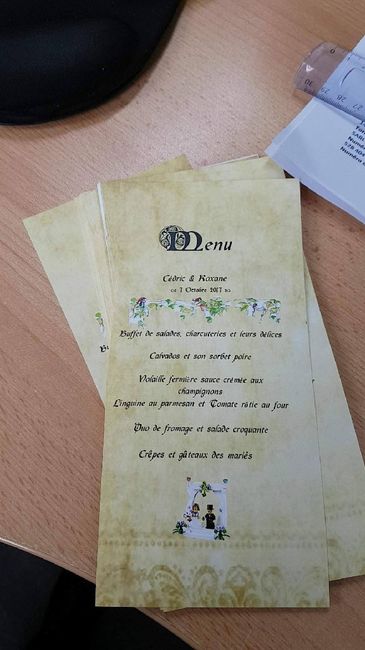 Menu
Cédric & Roxane
7 Octobre 2017
Buffet de salades, charcuteries et leurs délices
Calvados et son sorbet poire
Volaille fermière sauce crémée aux
champignons
Linguine au parmesan et Tomate rôtie au four
Duo de fromage et salade croquante
Crêpes et gâteaux des mariés